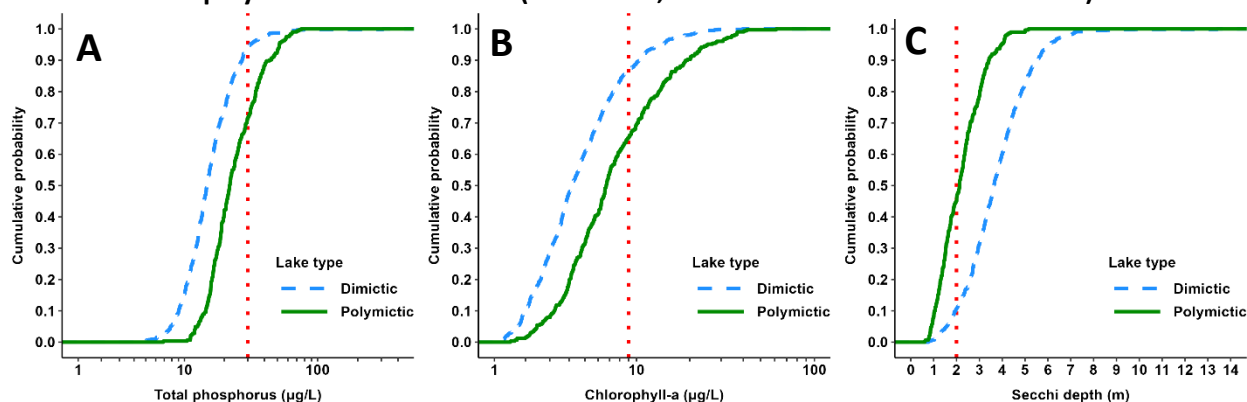 A
1.0
0.9
0.8
0.7
0.6
0.5
0.4
0.3
0.2
0.1
0.0
Cumulative probability
Lake type
Dimictic
Polymictic
1 10 100
Total phosphorus (µg/L)
B
1.0
0.9
0.8
0.7
0.6
0.5
0.4
0.3
0.2
0.1
0.0
Cumulative probability
Lake type
Dimictic
Polymictic
1 10 100
Chlorophyll-a (µg/L)
C
1.0
0.9
0.8
0.7
0.6
0.5
0.4
0.3
0.2
0.1
0.0
Cumulative probability
Lake type
Dimictic
Polymictic
0 1 2 3 4 5 6 7 8 9 10 11 12 13 14
Secchi depth (m)